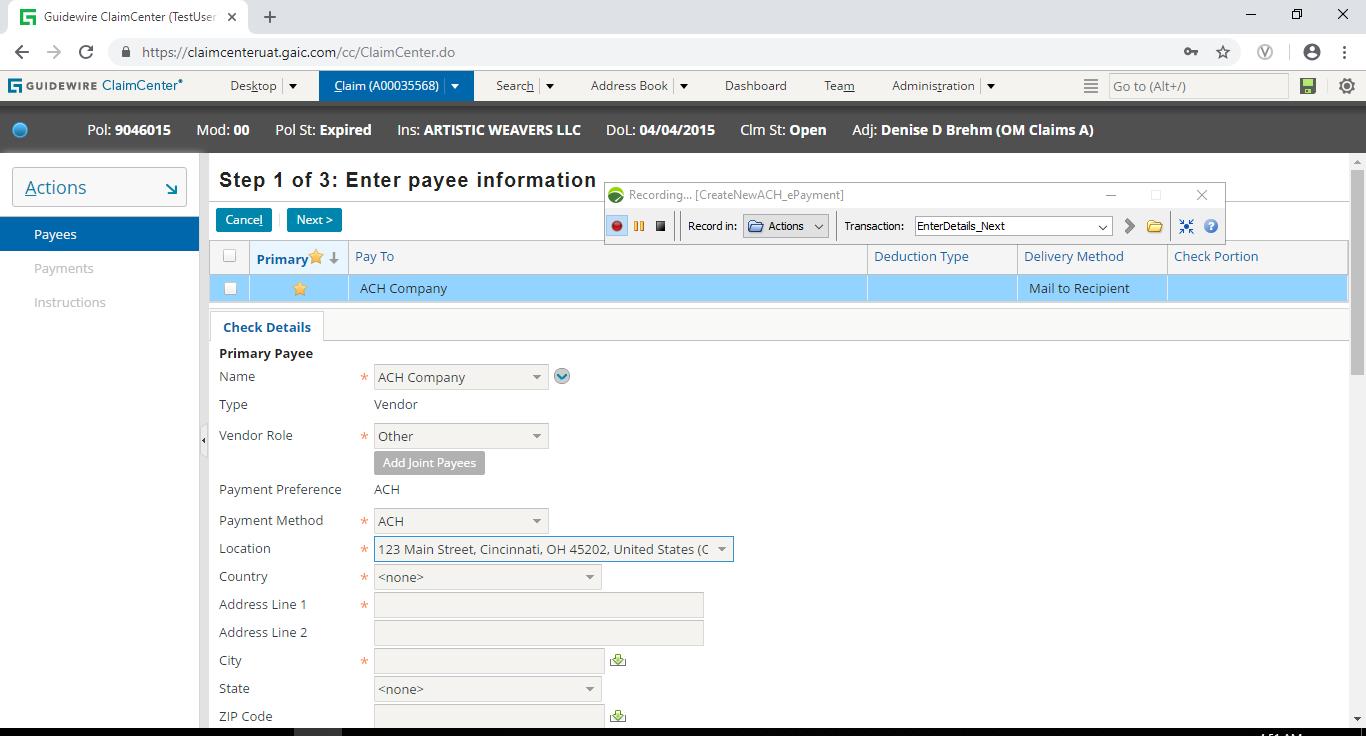 Guidewire ClaimCenter (TestUser
https://claimcenteruat.gaic.com/cc/ClaimCenter.do
GUIDEWIRE ClaimCenter® Desktop Claim (A00035568) Search Address Book Dashboard Team Administration Go to (Alt+/)
Pol: 9046015 Mod: 00 Pol St: Expired Ins: ARTISTIC WEAVERS LLC DoL: 04/04/2015 Clm St: Open Adj: Denise D Brehm (OM Claims A)
Actions
Payees
Payments
Instructions
Step 1 of 3: Enter payee information
Recording... [CreateNewACH_ePayment]
Cancel Next >
Record in: Actions Transaction: EnterDetails_Next
Primary Pay To Deduction Type Delivery Method Check Portion
ACH Company Mail to Recipient
Check Details
Primary Payee
Name * ACH Company
Type Vendor
Vendor Role * Other
Add Joint Payees
Payment Preference ACH
Payment Method * ACH
Location * 123 Main Street, Cincinnati, OH 45202, United States (C
Country * <none>
Address Line 1 *
Address Line 2
City *
State <none>
ZIP Code